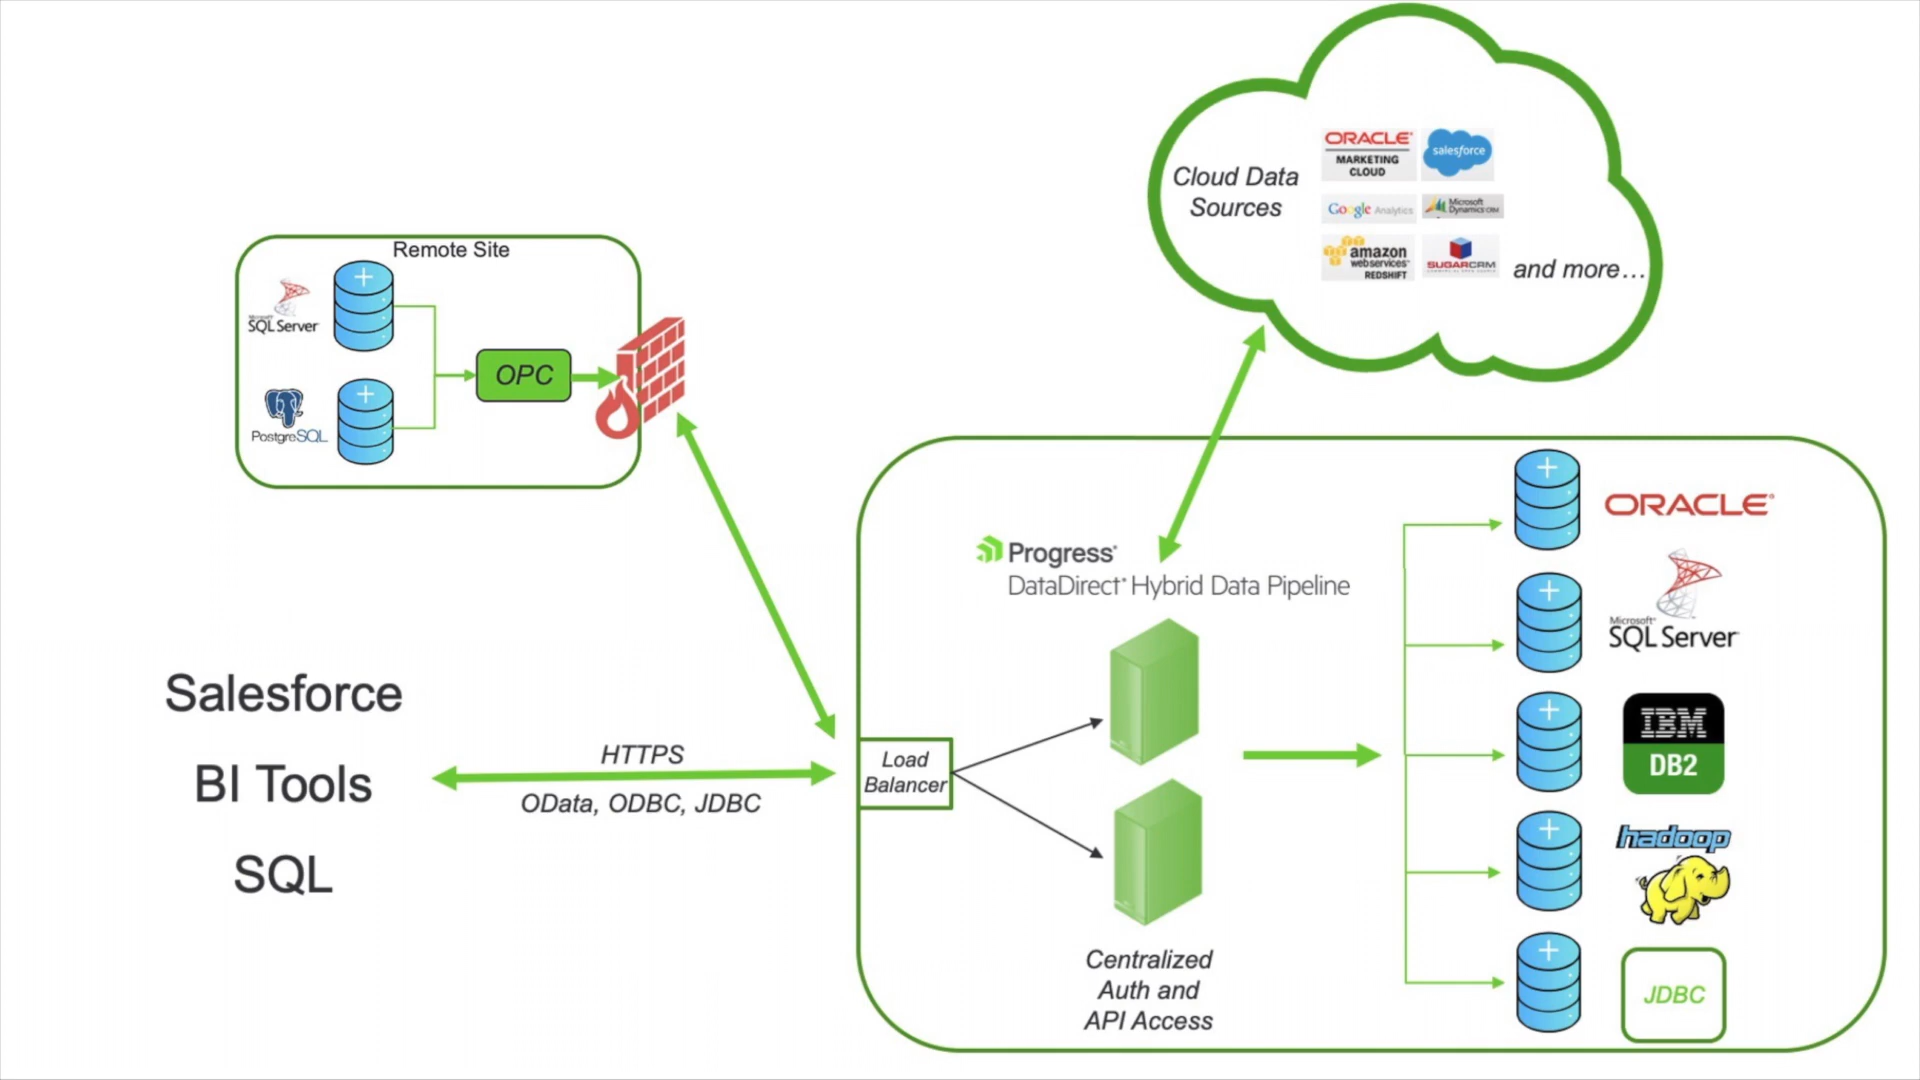 Cloud Data
Sources
ORACLE®
MARKETING
CLOUD
salesforce
Google Analytics
Microsoft
Dynamics CRM
amazon
webservices™
REDSHIFT
SUGARCRM
and more...
Remote Site
Microsoft
SQL Server
PostgreSQL
OPC
Progress®
DataDirect® Hybrid Data Pipeline
Salesforce
BI Tools
SQL
HTTPS
OData, ODBC, JDBC
Load
Balancer
Centralized
Auth and
API Access
ORACLE®
Microsoft®
SQL Server®
IBM
DB2
hadoop
JDBC